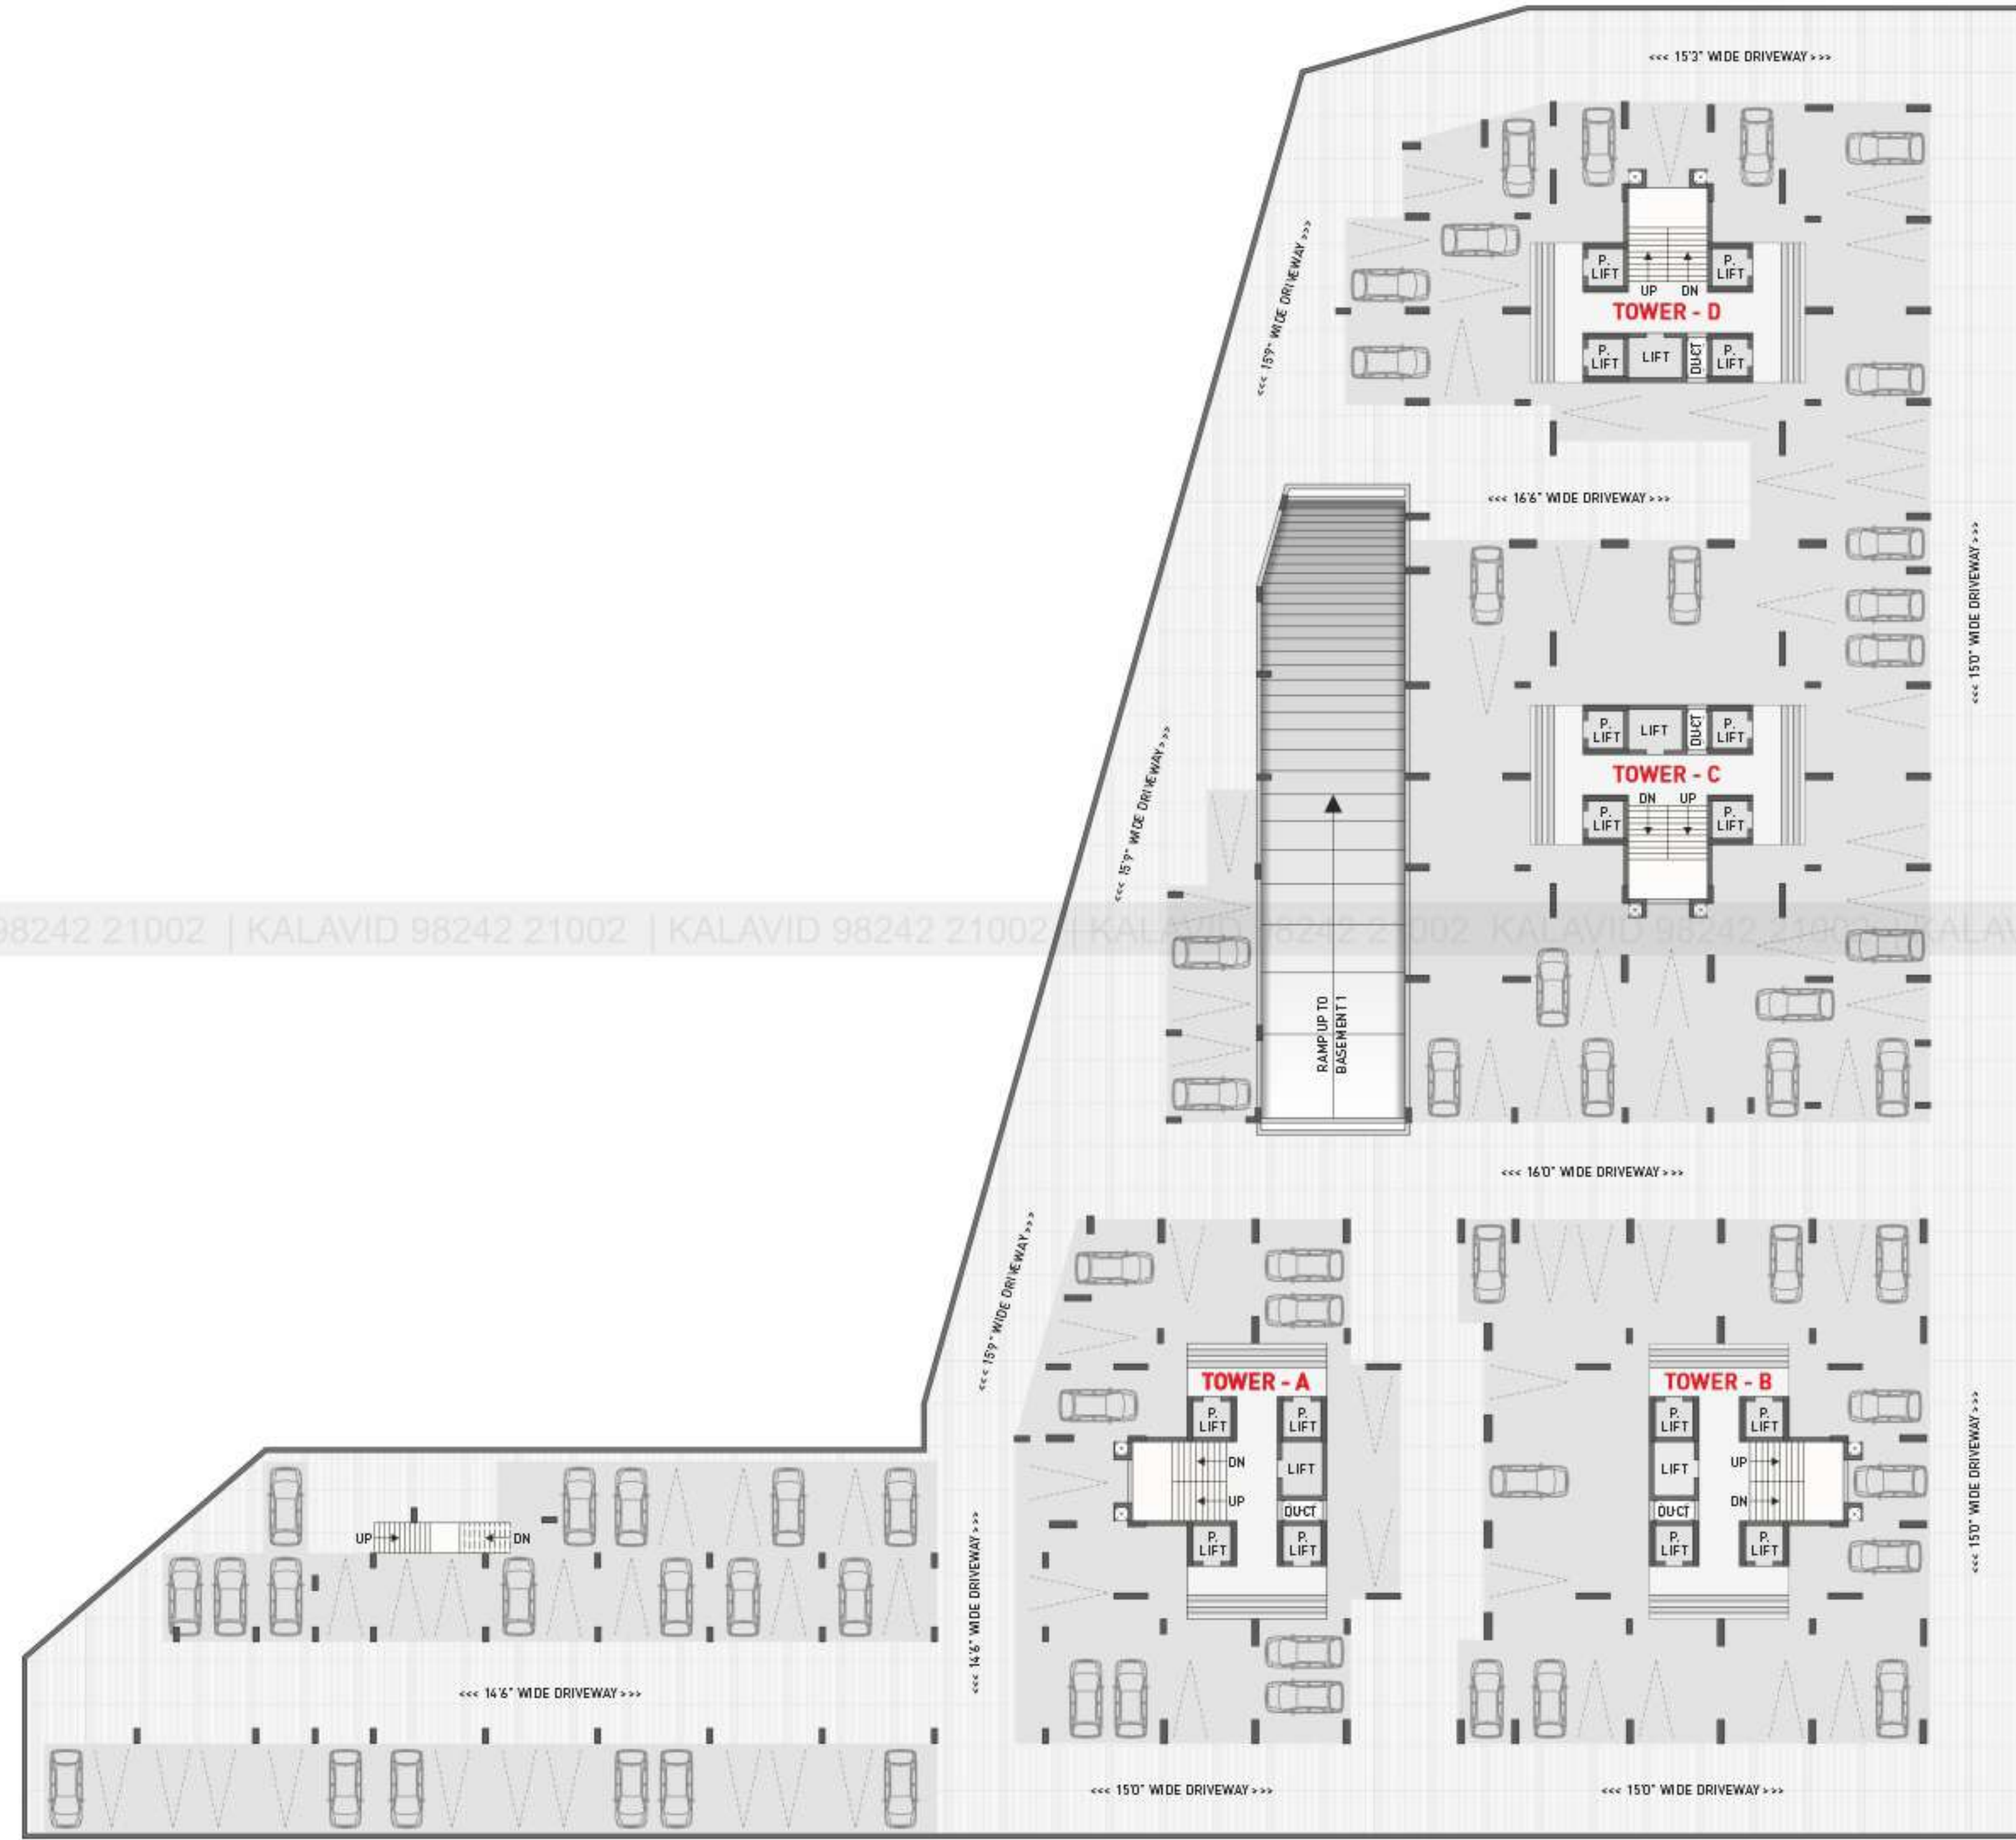 <<< 15'3" WIDE DRIVEWAY >>>
<<< 15'9" WIDE DRIVEWAY >>>
P. LIFT
P. LIFT
UP DN
TOWER - D
P. LIFT
LIFT
DUCT
P. LIFT
<<< 16'6" WIDE DRIVEWAY >>>
<<< 15'0" WIDE DRIVEWAY >>>
P. LIFT
LIFT
DUCT
P. LIFT
TOWER - C
DN UP
P. LIFT
P. LIFT
<<< 15'9" WIDE DRIVEWAY >>>
98242 21002 | KALAVID 98242 21002 | KALAVID 98242 21002 | KALAVID 98242 21002 KALAVID 98242 21002
RAMP UP TO
BASEMENT 1
<<< 16'0" WIDE DRIVEWAY >>>
<<< 15'9" WIDE DRIVEWAY >>>
TOWER - A
P. LIFT
P. LIFT
DN
LIFT
UP
DUCT
P. LIFT
P. LIFT
TOWER - B
P. LIFT
P. LIFT
LIFT
UP
DN
DUCT
P. LIFT
P. LIFT
<<< 15'0" WIDE DRIVEWAY >>>
UP
DN
<<< 14'6" WIDE DRIVEWAY >>>
<<< 14'6" WIDE DRIVEWAY >>>
<<< 15'0" WIDE DRIVEWAY >>>
<<< 15'0" WIDE DRIVEWAY >>>